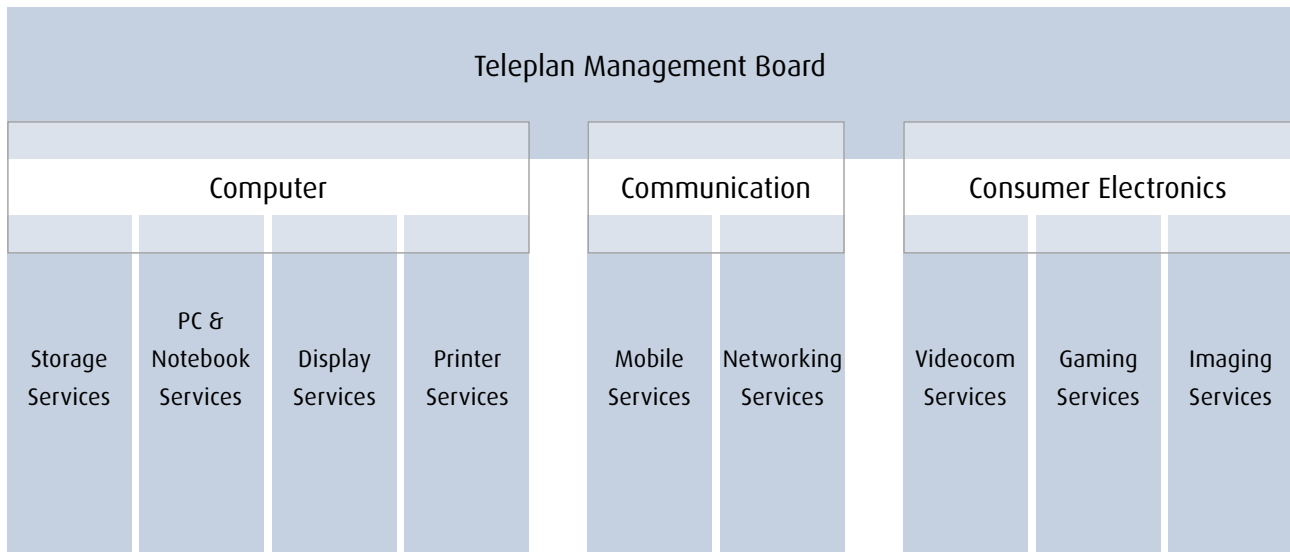 Teleplan Management Board
Computer
Communication
Consumer Electronics
Storage
Services
PC &
Notebook
Services
Display
Services
Printer
Services
Mobile
Services
Networking
Services
Videocom
Services
Gaming
Services
Imaging
Services